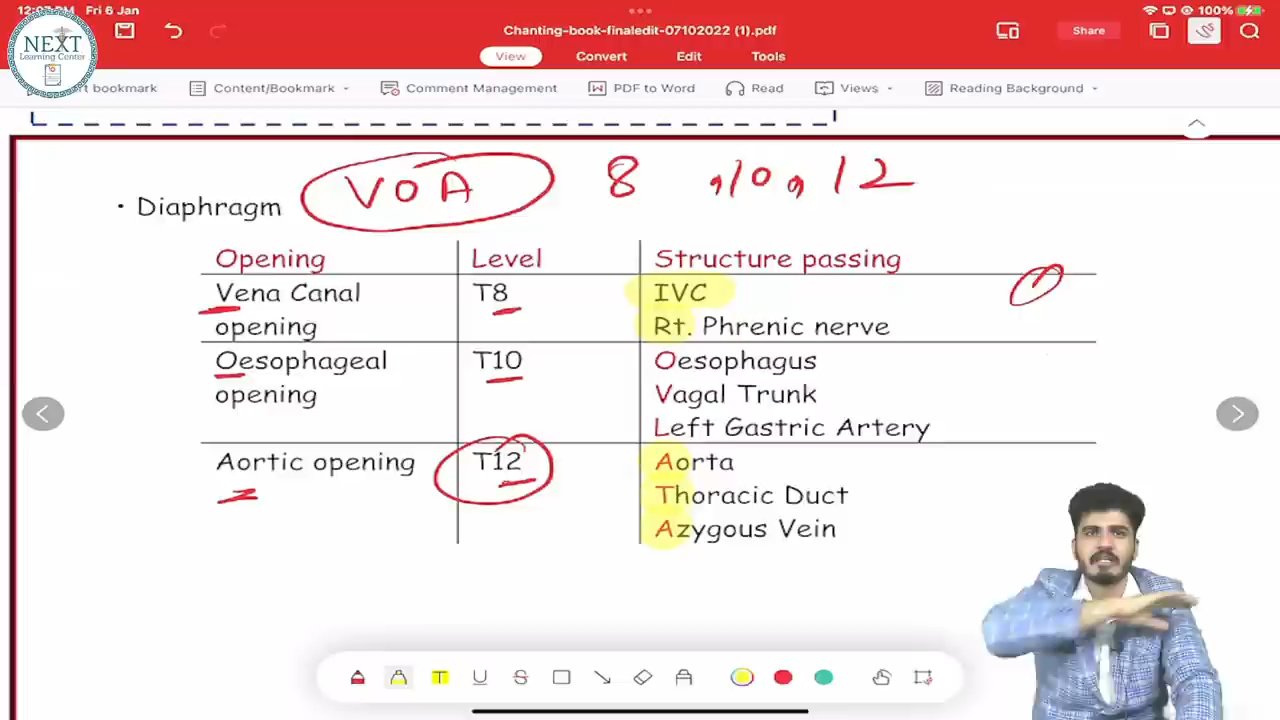 12:07 PM Fri 6 Jan
100%
NEXT
Learning Center
Chanting-book-finaledit-07102022 (1).pdf
Share
View Convert Edit Tools
rt bookmark Content/Bookmark Comment Management PDF to Word Read Views Reading Background
VOA 8 ,10, 12
• Diaphragm
Opening Level Structure passing
Vena Canal T8 IVC
opening Rt. Phrenic nerve
Oesophageal T10 Oesophagus
opening Vagal Trunk
Left Gastric Artery
Aortic opening T12 Aorta
Thoracic Duct
Azygous Vein